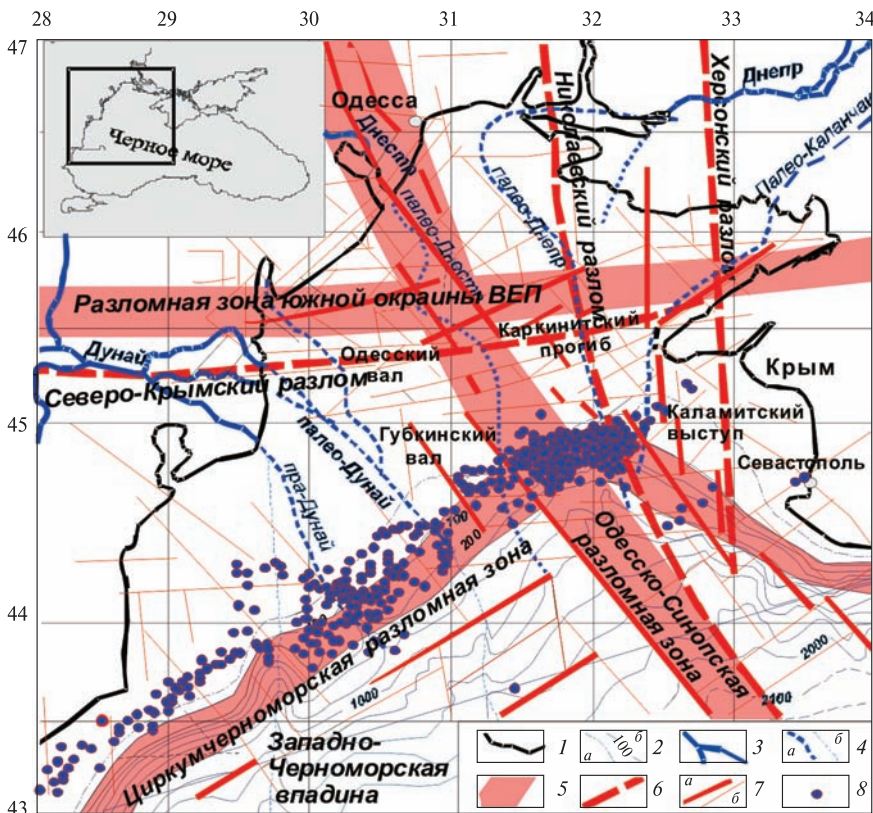 28 29 30 31 32 33 34
47
46
45
44
43
Черное море
Одесса
Днестр
палео-Днестр
Николаевский разлом
Херсонский разлом
Днепр
Палео-Каланчак
палео-Днепр
Разломная зона южной окраины ВЕП
Каркинитский
прогиб
Дунай
Одесский
вал
Северо-Крымский разлом
Крым
Губкинский
вал
Каламитский
выступ
Севастополь
палео-Дунай
пра-Дунай
100
200
Одесско-Синопская
разломная зона
Циркумчерноморская разломная зона
1000
2000
2100
Западно-
Черноморская
впадина
1 а 100 б 2 3 а б 4
5 6 а б 7 8